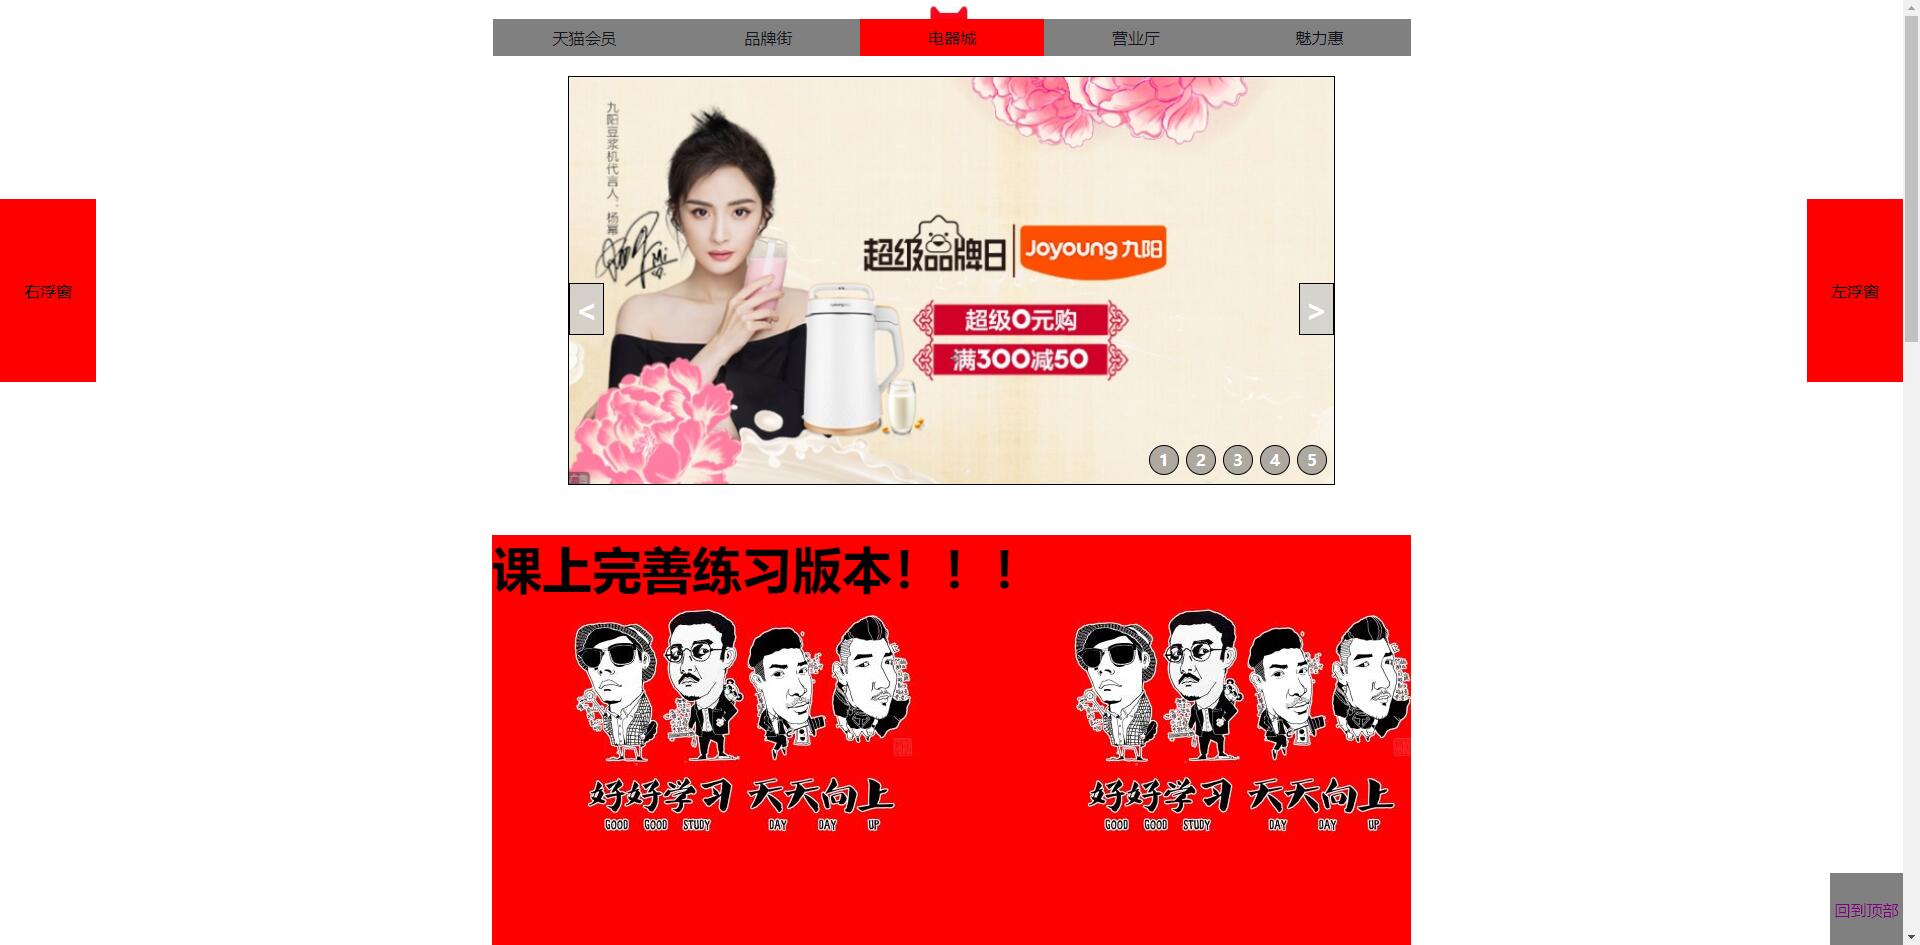 天猫会员 品牌街 电器城 营业厅 魅力惠
九阳豆浆机代言人：杨幂
超级品牌日 Joyoung 九阳
右浮窗
左浮窗
< >
超级0元购
满300减50
1 2 3 4 5
课上完善练习版本！！！
好好学习 天天向上 好好学习 天天向上
GOOD GOOD STUDY DAY DAY UP GOOD GOOD STUDY DAY DAY UP
回到顶部